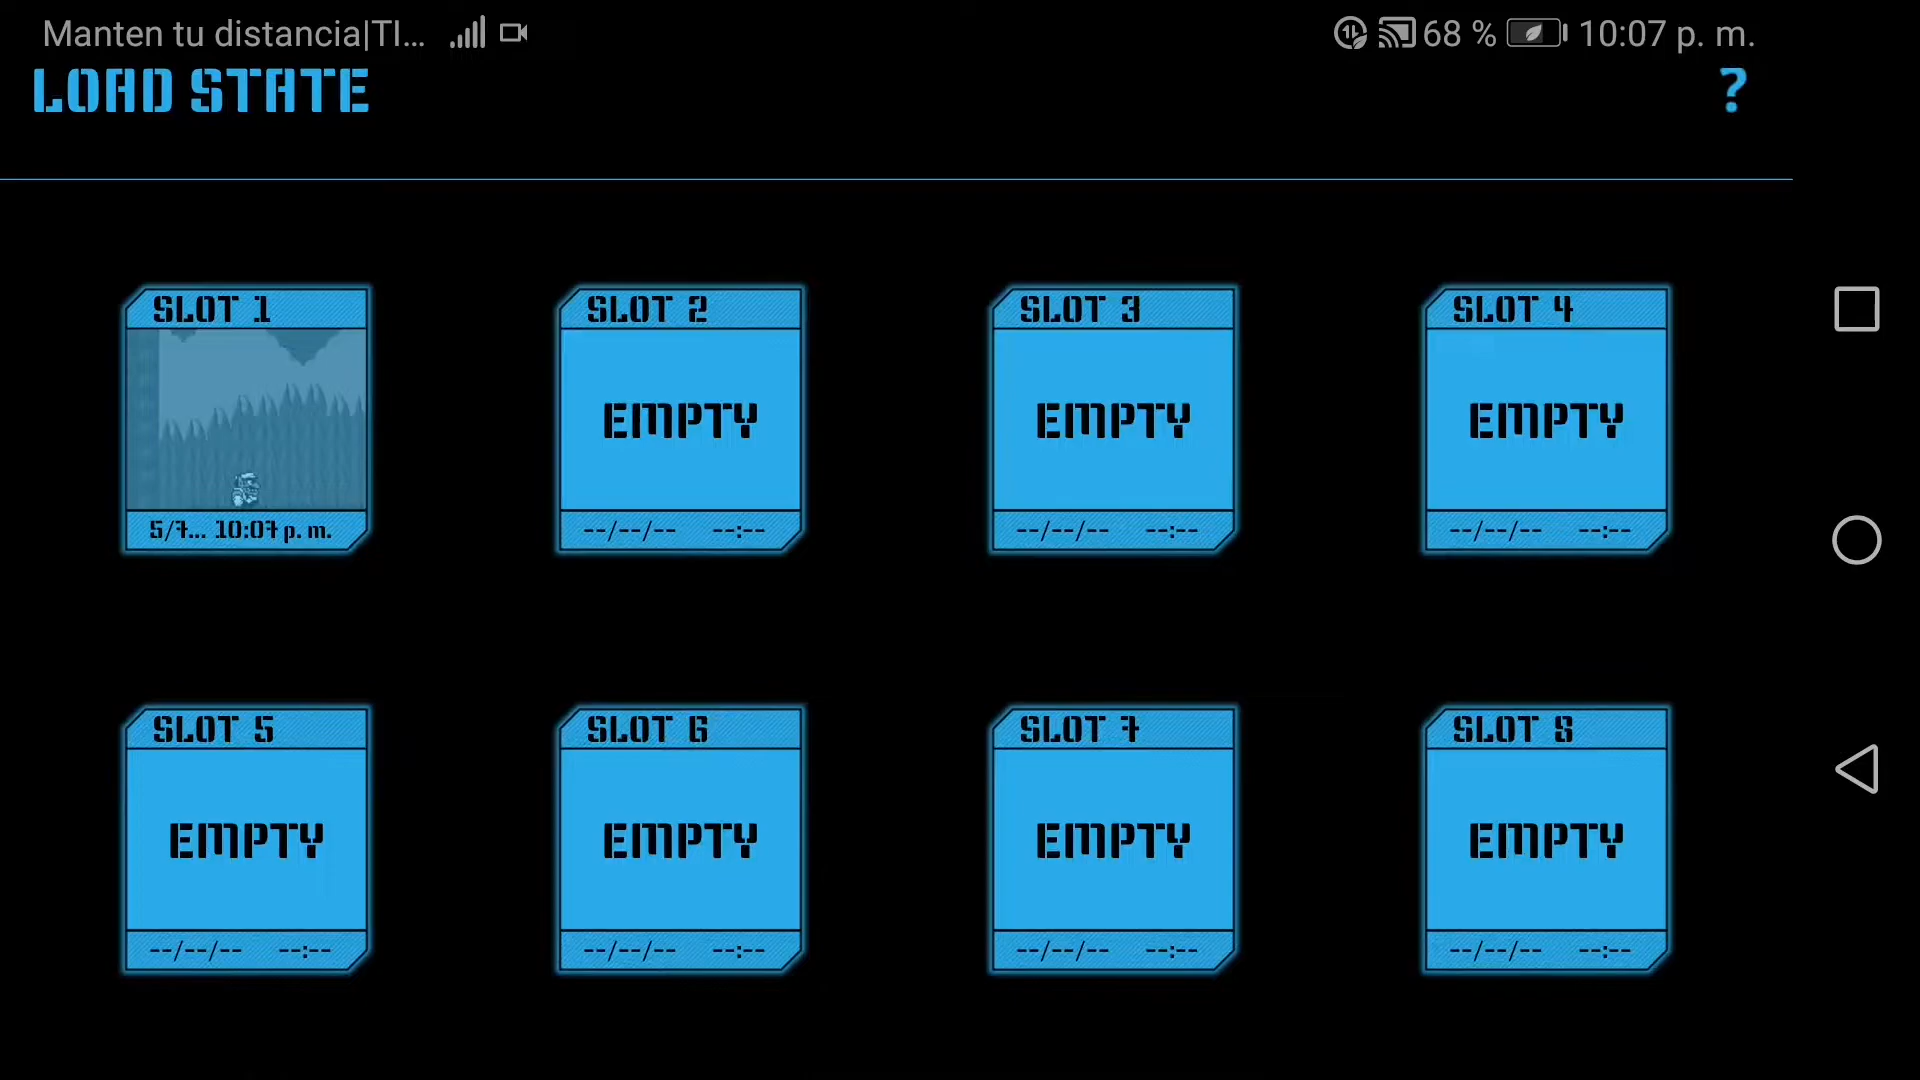 Manten tu distancia|Tl... 68 % 10:07 p. m.
LOAD STATE ?
SLOT 1 SLOT 2 SLOT 3 SLOT 4
EMPTY EMPTY EMPTY
5/7... 10:07 p. m. --/--/-- --:-- --/--/-- --:-- --/--/-- --:--
SLOT 5 SLOT 6 SLOT 7 SLOT 8
EMPTY EMPTY EMPTY EMPTY
--/--/-- --:-- --/--/-- --:-- --/--/-- --:-- --/--/-- --:--